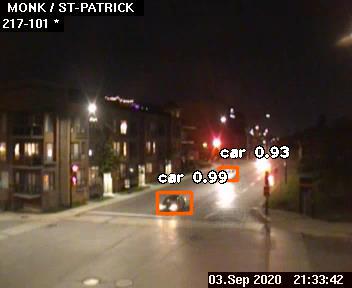 MONK / ST-PATRICK
217-101 *
car 0.93
car 0.99
03.Sep 2020 21:33:42